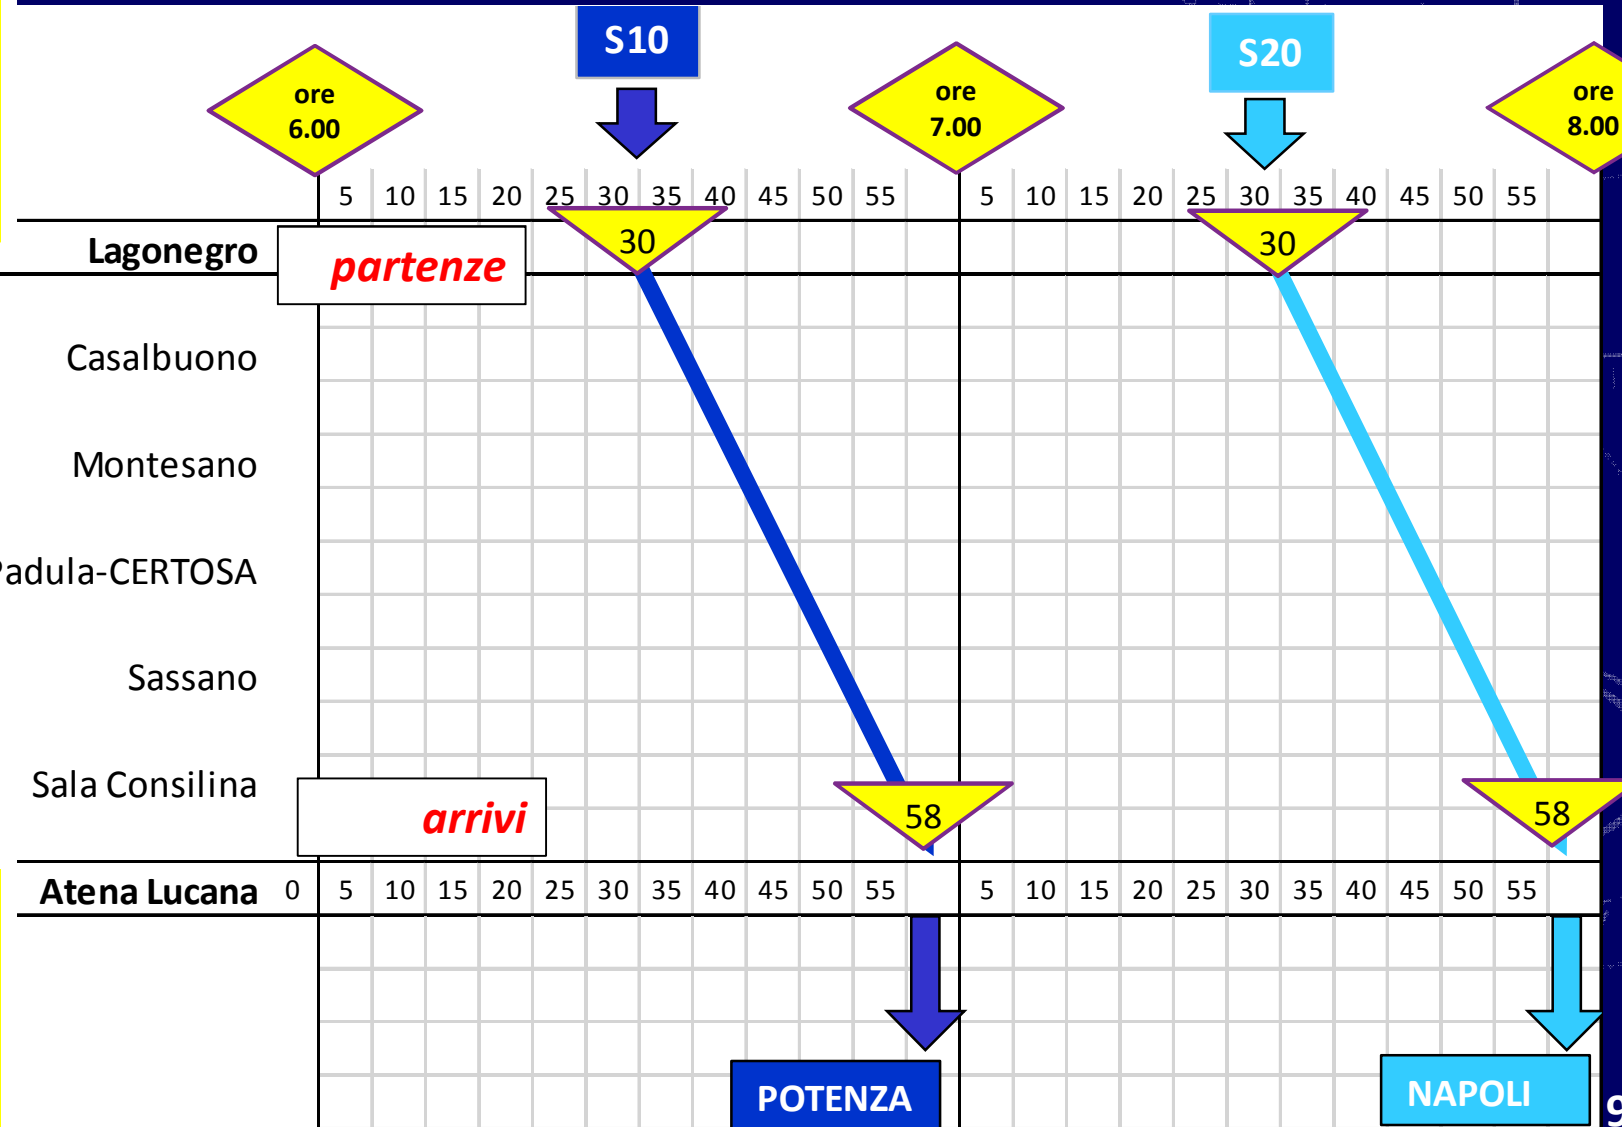 S10
S20
ore
6.00
ore
7.00
ore
8.00
5 10 15 20 25 30 35 40 45 50 55 5 10 15 20 25 30 35 40 45 50 55
Lagonegro
30
30
partenze
Casalbuono
Montesano
Padula-CERTOSA
Sassano
Sala Consilina
arrivi
58
58
Atena Lucana 0 5 10 15 20 25 30 35 40 45 50 55 5 10 15 20 25 30 35 40 45 50 55
POTENZA
NAPOLI
9